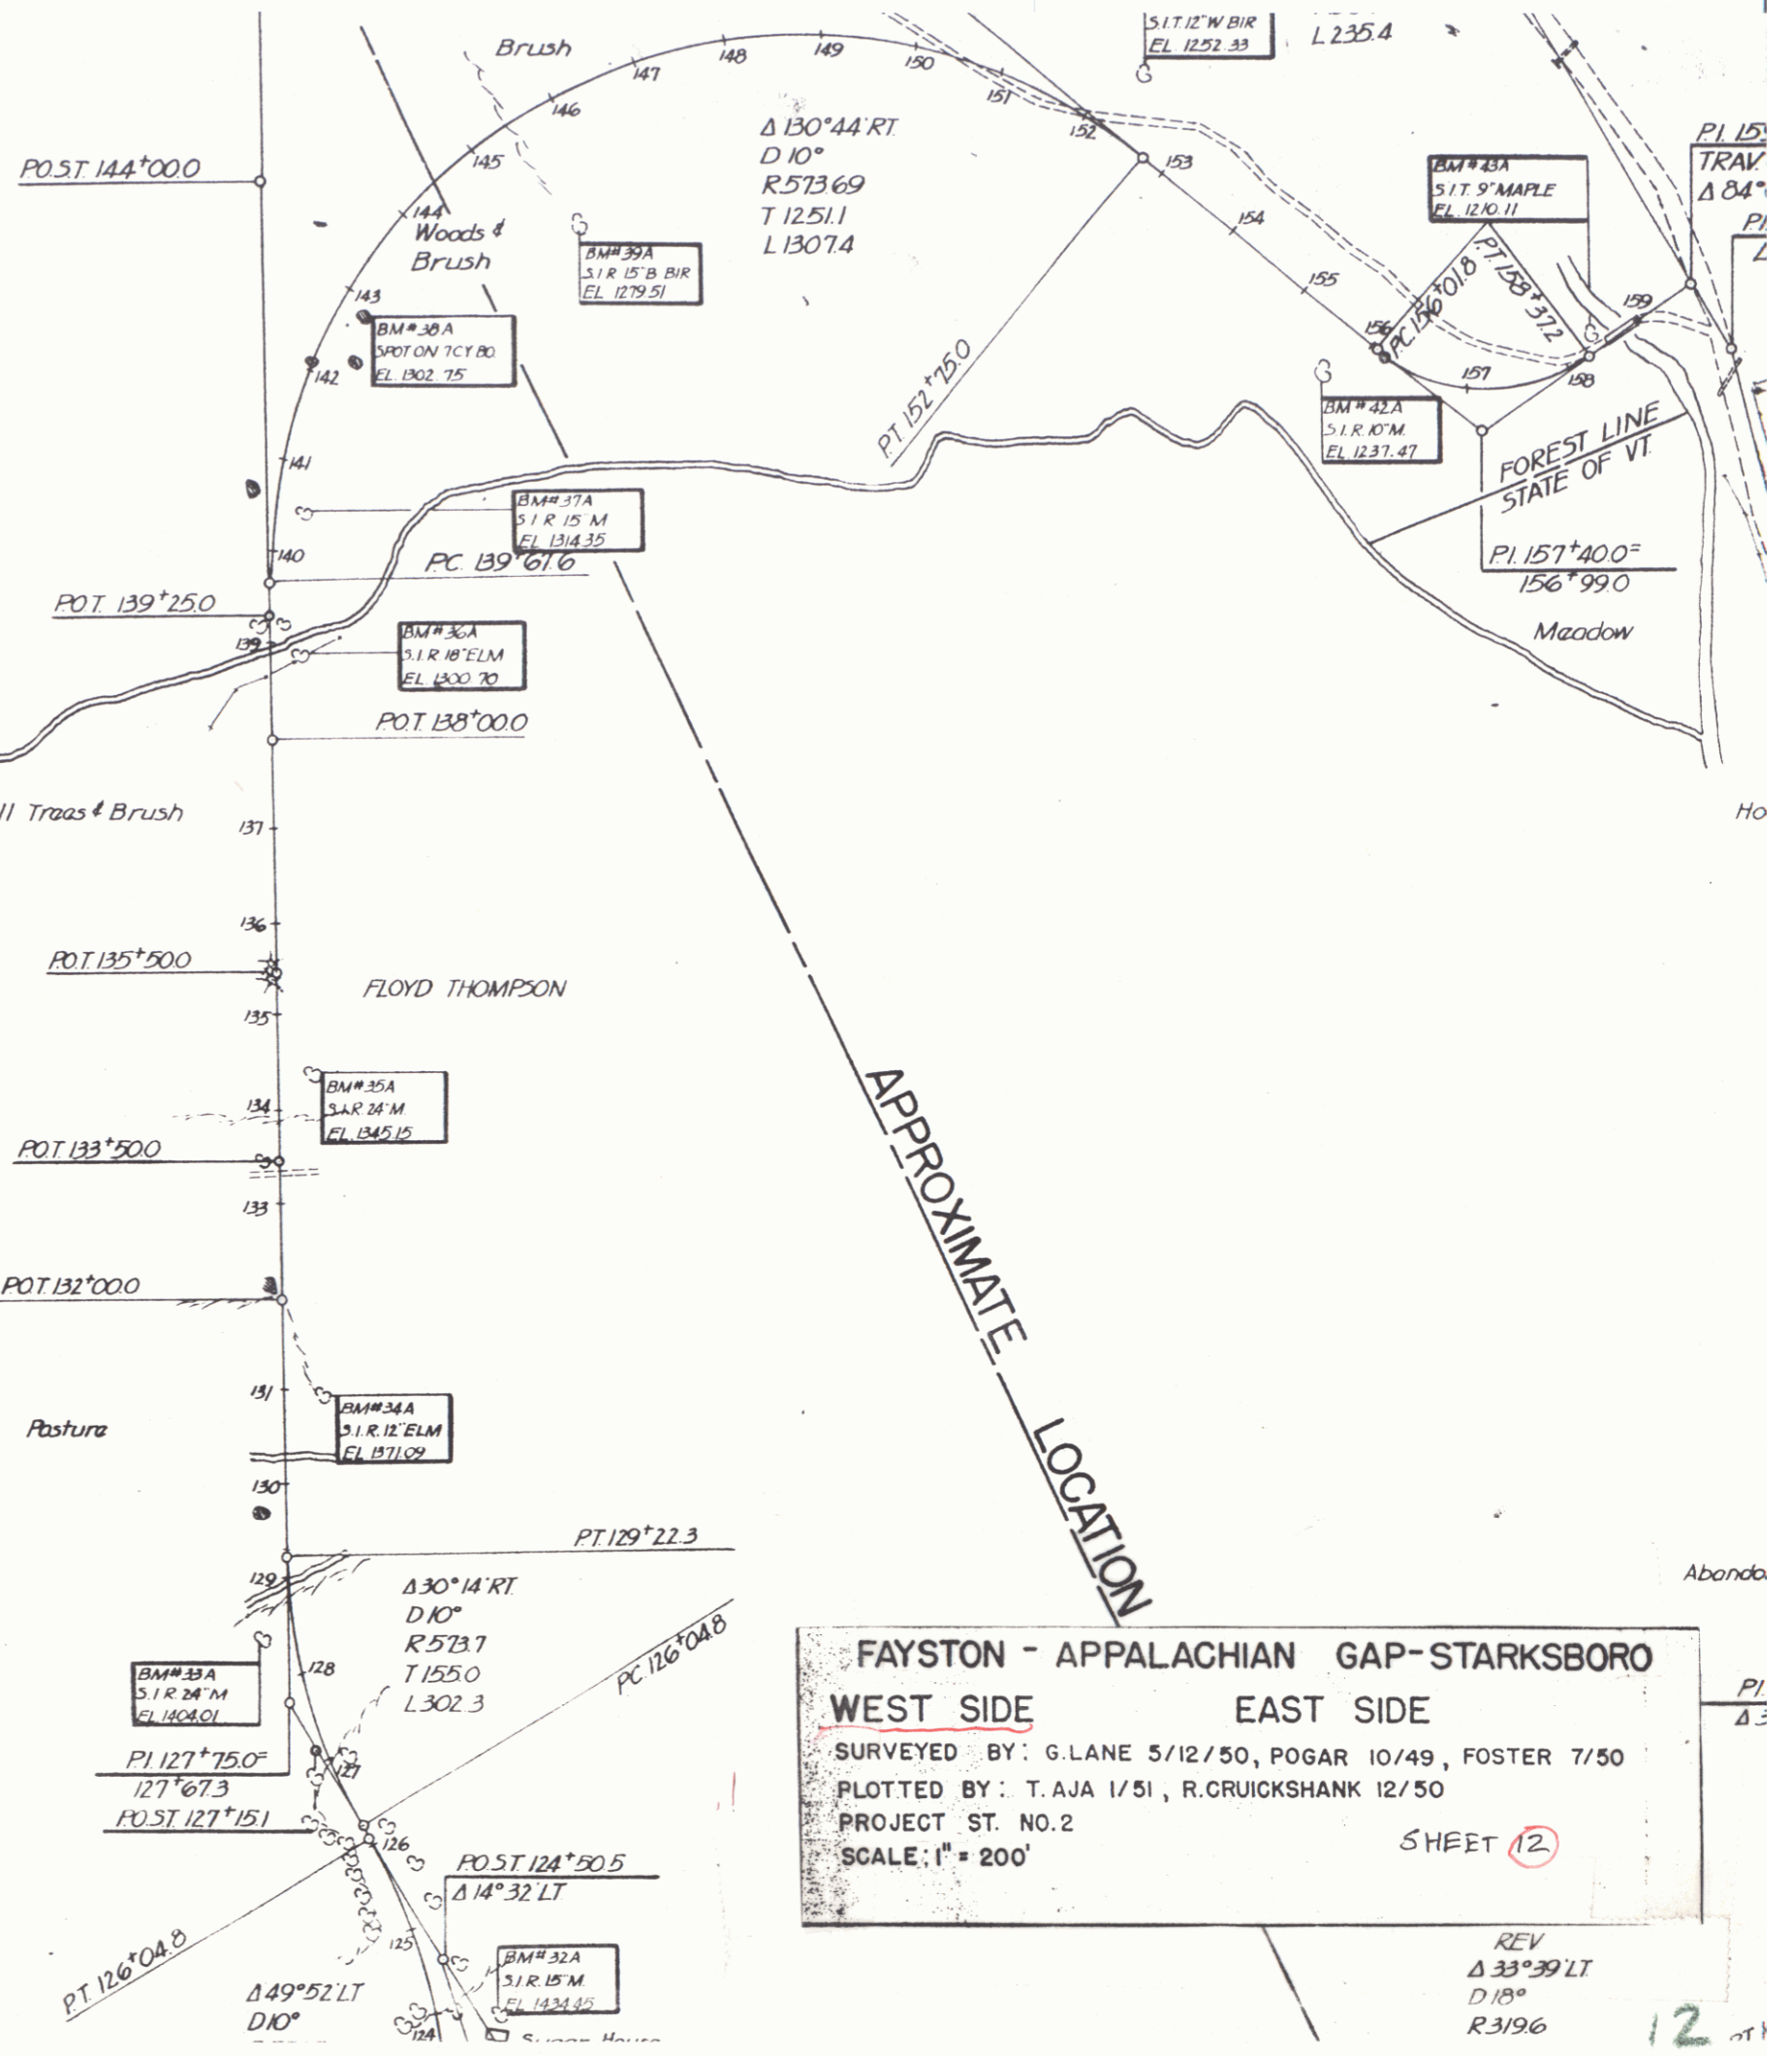 S.I.T. 12" W BIR
EL. 1252.33
L 235.4
Brush
148
149
147
150
151
146
152
145
153
Δ 130°44' RT.
D 10°
R 573.69
T 1251.1
L 1307.4
P.O.S.T. 144+00.0
144
Woods &
Brush
BM#39A
S.I.R 15" B BIR
EL 1279.51
BM#43A
S.I.T. 9" MAPLE
EL. 1210.11
P.I. 159
TRAV.
Δ 84°
P.I.
154
155
143
BM#38A
SPOT ON 7CY BO.
EL. 1302.75
142
156
P.C. 156+01.8
P.T. 158+37.2
159
157
158
P.T. 152+75.0
BM#42A
S.I.R. 10" M.
EL. 1237.47
FOREST LINE
STATE OF VT.
141
BM#37A
S I R 15" M
EL 1314.35
140
P.C. 139+67.6
P.I. 157+40.0=
156+99.0
Meadow
P.O.T. 139+25.0
139
BM#36A
S.I.R 18" ELM
EL. 1300.70
P.O.T. 138+00.0
ll Trees & Brush
137
Ho
136
P.O.T. 135+50.0
FLOYD THOMPSON
135
BM#35A
S.I.R. 24" M.
EL. 1345.15
134
P.O.T. 133+50.0
133
P.O.T. 132+00.0
APPROXIMATE LOCATION
131
BM#34A
S.I.R. 12" ELM
EL 1371.09
Pasture
130
P.T. 129+22.3
129
Δ 30°14' RT.
D 10°
R 573.7
T 155.0
L 302.3
Abando
P.C. 126+04.8
128
BM#33A
S.I.R. 24" M
EL. 1404.01
P.I. 127+75.0=
127+67.3
P.O.S.T. 127+15.1
127
126
P.O.S.T. 124+50.5
Δ 14°32' LT.
125
P.T. 126+04.8
BM#32A
S.I.R. 15" M.
EL 1434.45
Δ 49°52' LT
D 10°
124
Sugar House
FAYSTON - APPALACHIAN GAP-STARKSBORO
WEST SIDE EAST SIDE
SURVEYED BY: G.LANE 5/12/50, POGAR 10/49, FOSTER 7/50
PLOTTED BY: T. AJA 1/51, R.CRUICKSHANK 12/50
PROJECT ST. NO.2
SCALE: 1" = 200'
SHEET 12
P.I.
Δ 3
REV
Δ 33°39' LT.
D 18°
R 319.6
12